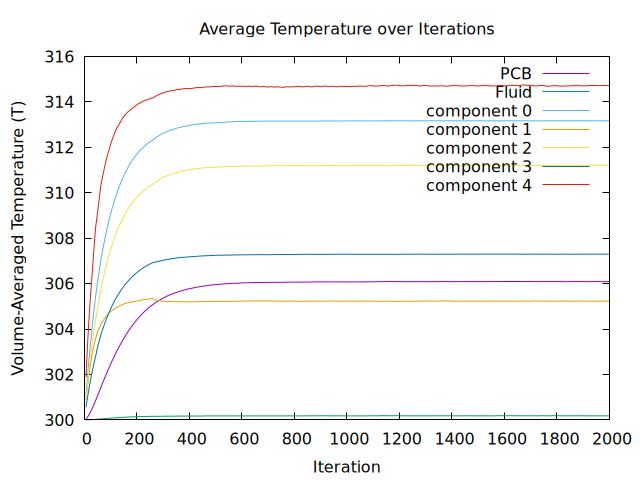 Average Temperature over Iterations
316
314
312
310
308
306
304
302
300
Volume-Averaged Temperature (T)
PCB
Fluid
component 0
component 1
component 2
component 3
component 4
0 200 400 600 800 1000 1200 1400 1600 1800 2000
Iteration